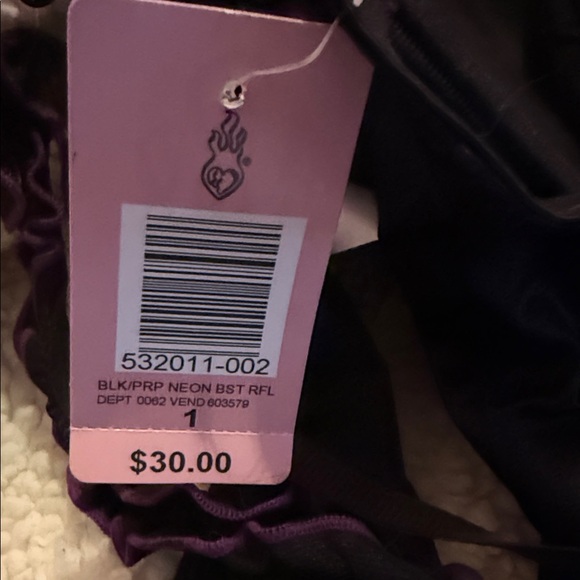 ®
532011-002
BLK/PRP NEON BST RFL
DEPT 0062 VEND 603579
1
$30.00